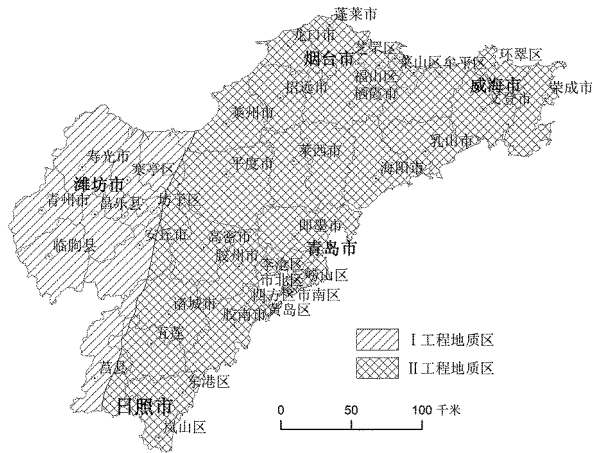 蓬莱市
龙口市
芝罘区
烟台市
莱山区 牟平区
环翠区
福山区
招远市
栖霞市
威海市
荣成市
文登市
莱州市
乳山市
寿光市
寒亭区
平度市
莱西市
海阳市
潍坊市
青州市
昌乐县
坊子区
即墨市
临朐县
安丘市
高密市
青岛市
胶州市
李沧区
崂山区
市北区
四方区 市南区
诸城市
胶南市
黄岛区
五莲
Ⅰ工程地质区
莒县
Ⅱ工程地质区
东港区
日照市
0 50 100 千米
岚山区